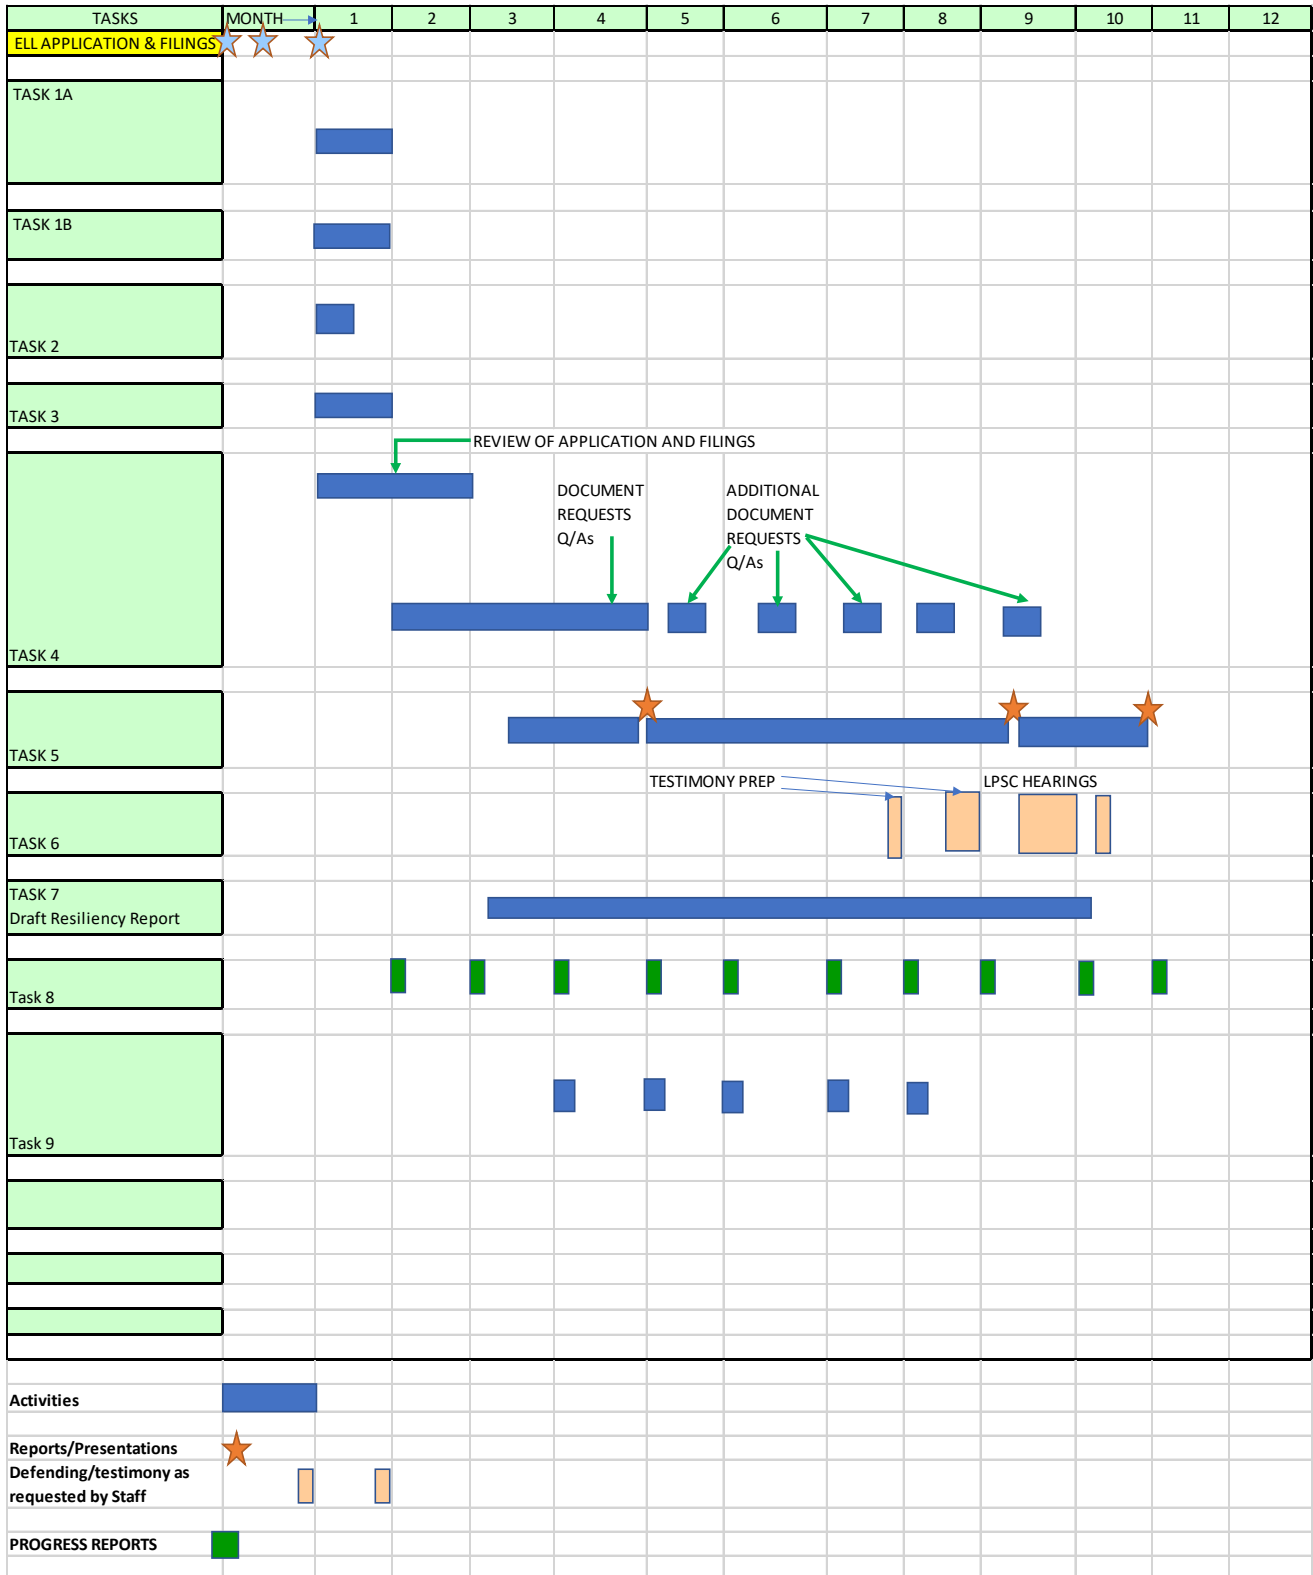 TASKS MONTH 1 2 3 4 5 6 7 8 9 10 11 12
ELL APPLICATION & FILINGS
TASK 1A
TASK 1B
TASK 2
TASK 3
REVIEW OF APPLICATION AND FILINGS
DOCUMENT
REQUESTS
Q/As
ADDITIONAL
DOCUMENT
REQUESTS
Q/As
TASK 4
TASK 5
TESTIMONY PREP
LPSC HEARINGS
TASK 6
TASK 7
Draft Resiliency Report
Task 8
Task 9
Activities
Reports/Presentations
Defending/testimony as
requested by Staff
PROGRESS REPORTS